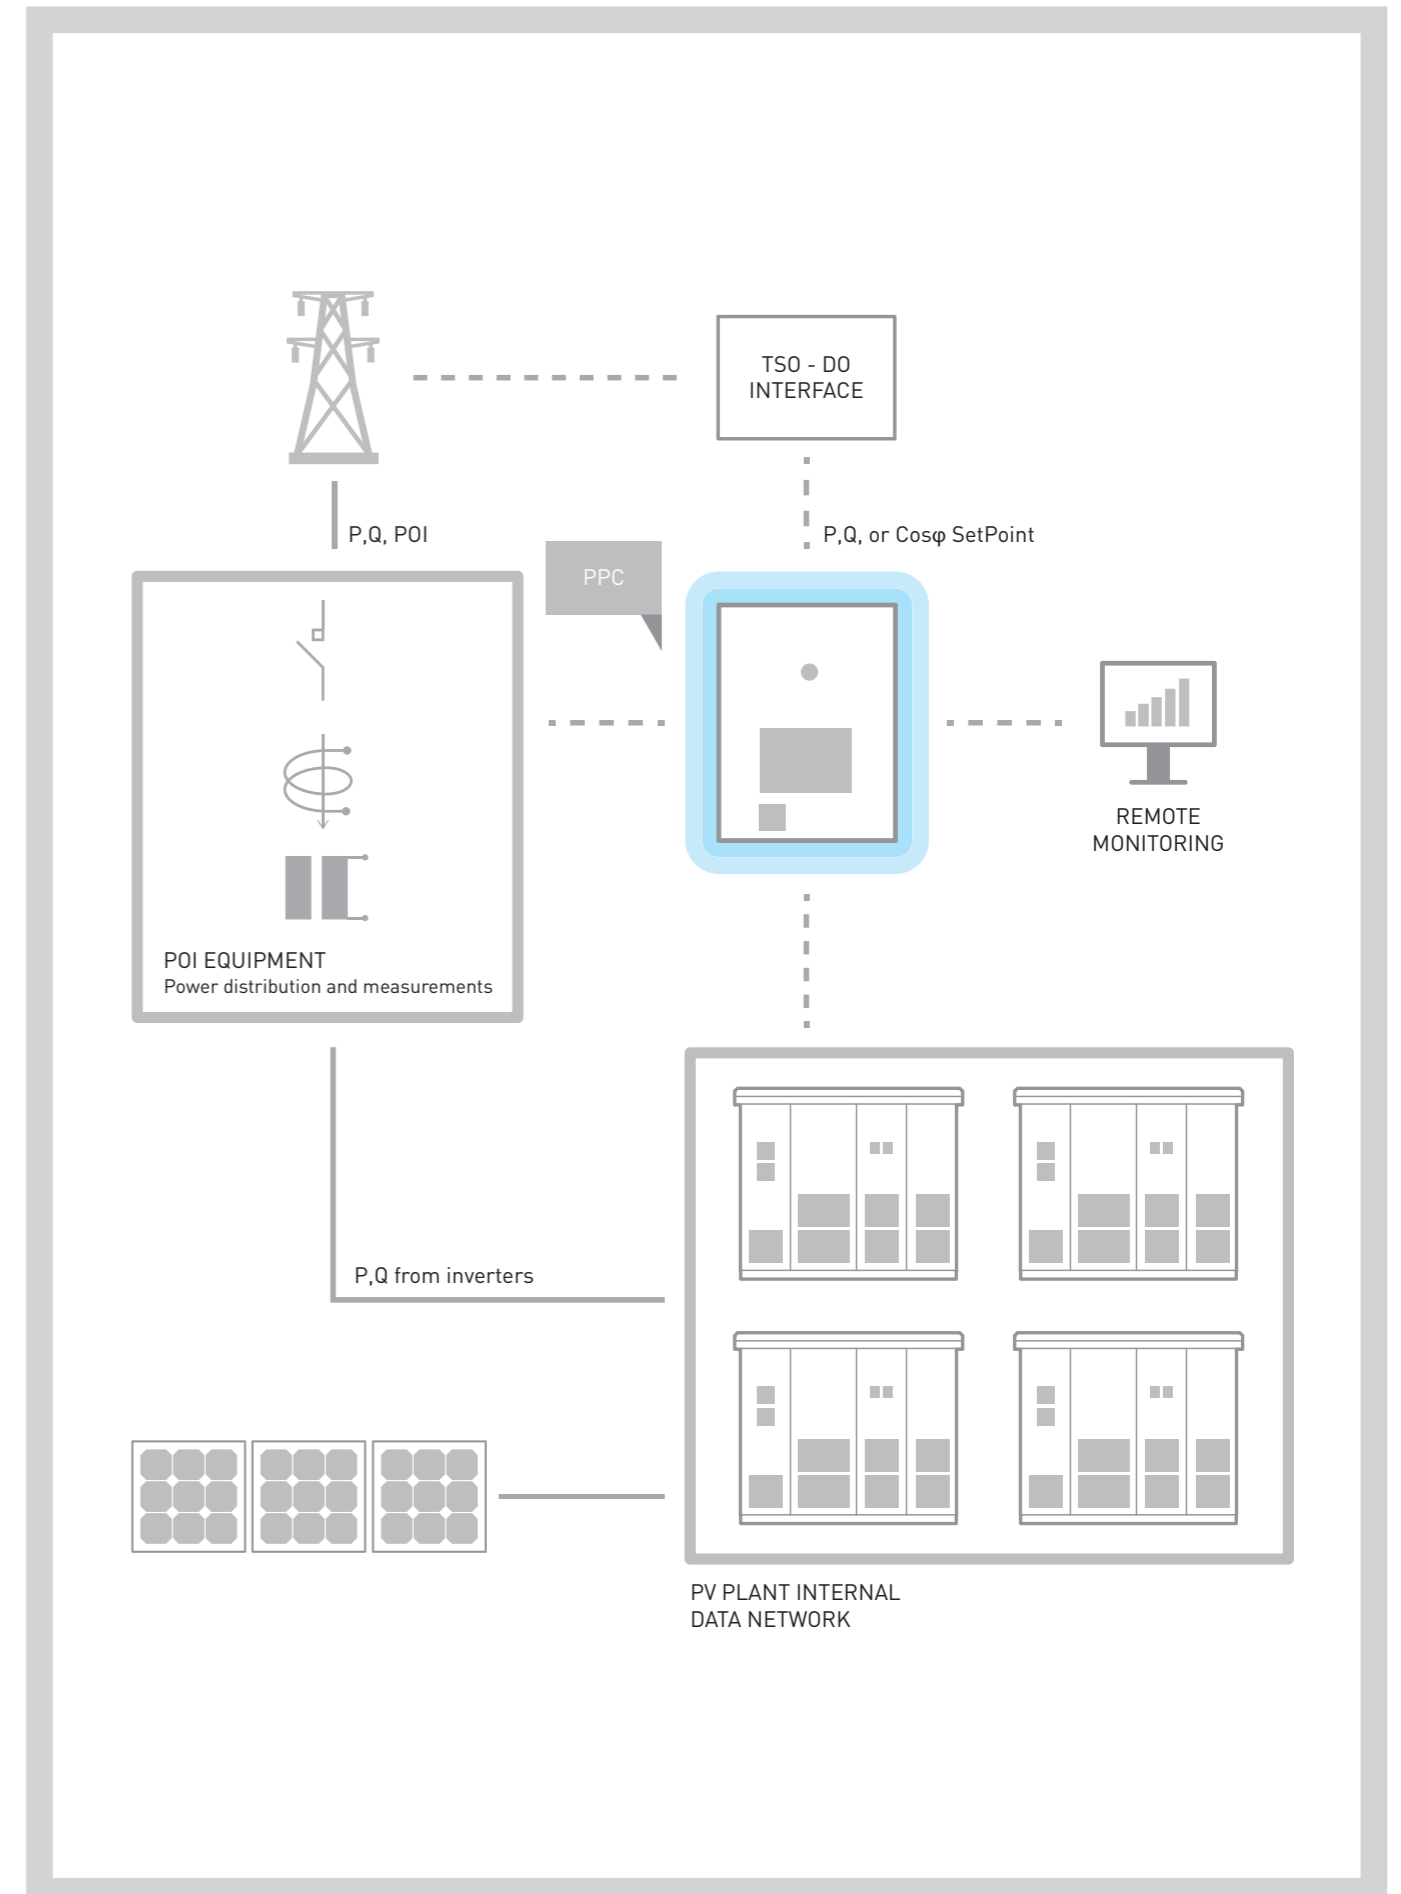 TSO - DO
INTERFACE
P,Q, POI
P,Q, or Cosφ SetPoint
PPC
REMOTE
MONITORING
POI EQUIPMENT
Power distribution and measurements
P,Q from inverters
PV PLANT INTERNAL
DATA NETWORK